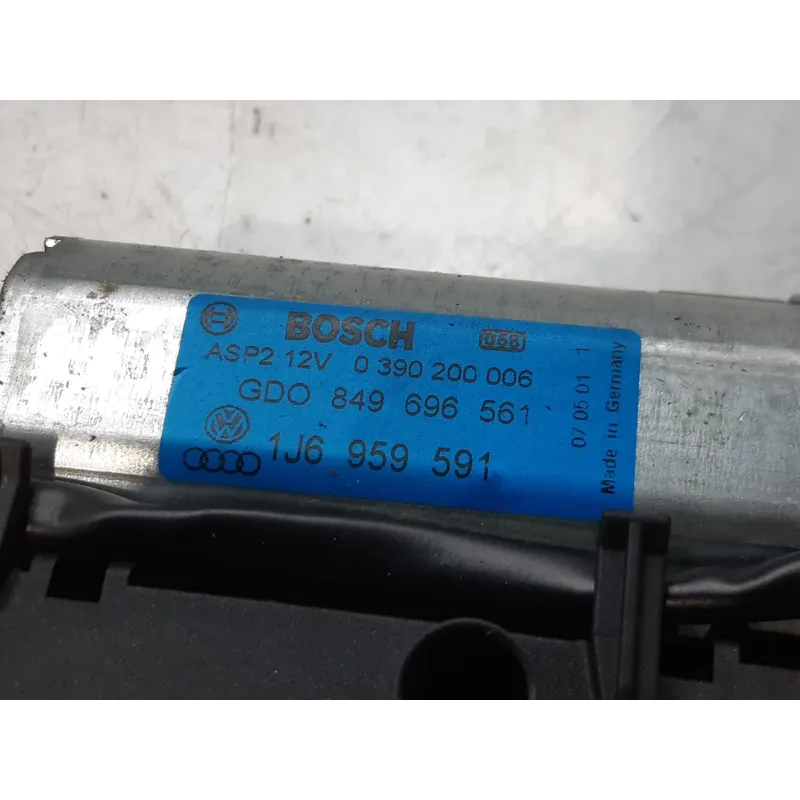 BOSCH 068
ASP2 12V 0 390 200 006
GDO 849 696 561
1J6 959 591
07 05 01 1
Made in Germany